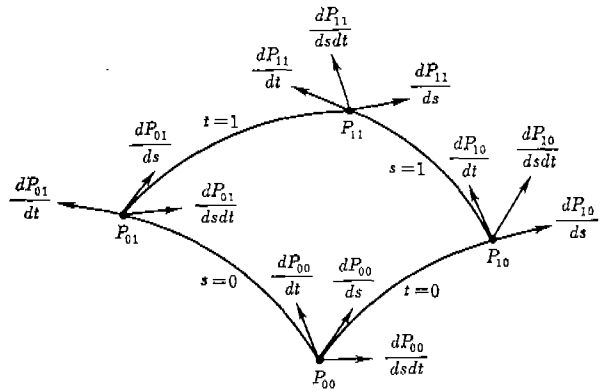 dP₁₁/dsdt
dP₁₁/dt
dP₁₁/ds
t=1
P₁₁
dP₀₁/ds
dP₁₀/dt
dP₁₀/dsdt
s=1
dP₀₁/dt
dP₀₁/dsdt
dP₁₀/ds
P₀₁
P₁₀
s=0
dP₀₀/dt
dP₀₀/ds
t=0
dP₀₀/dsdt
P₀₀